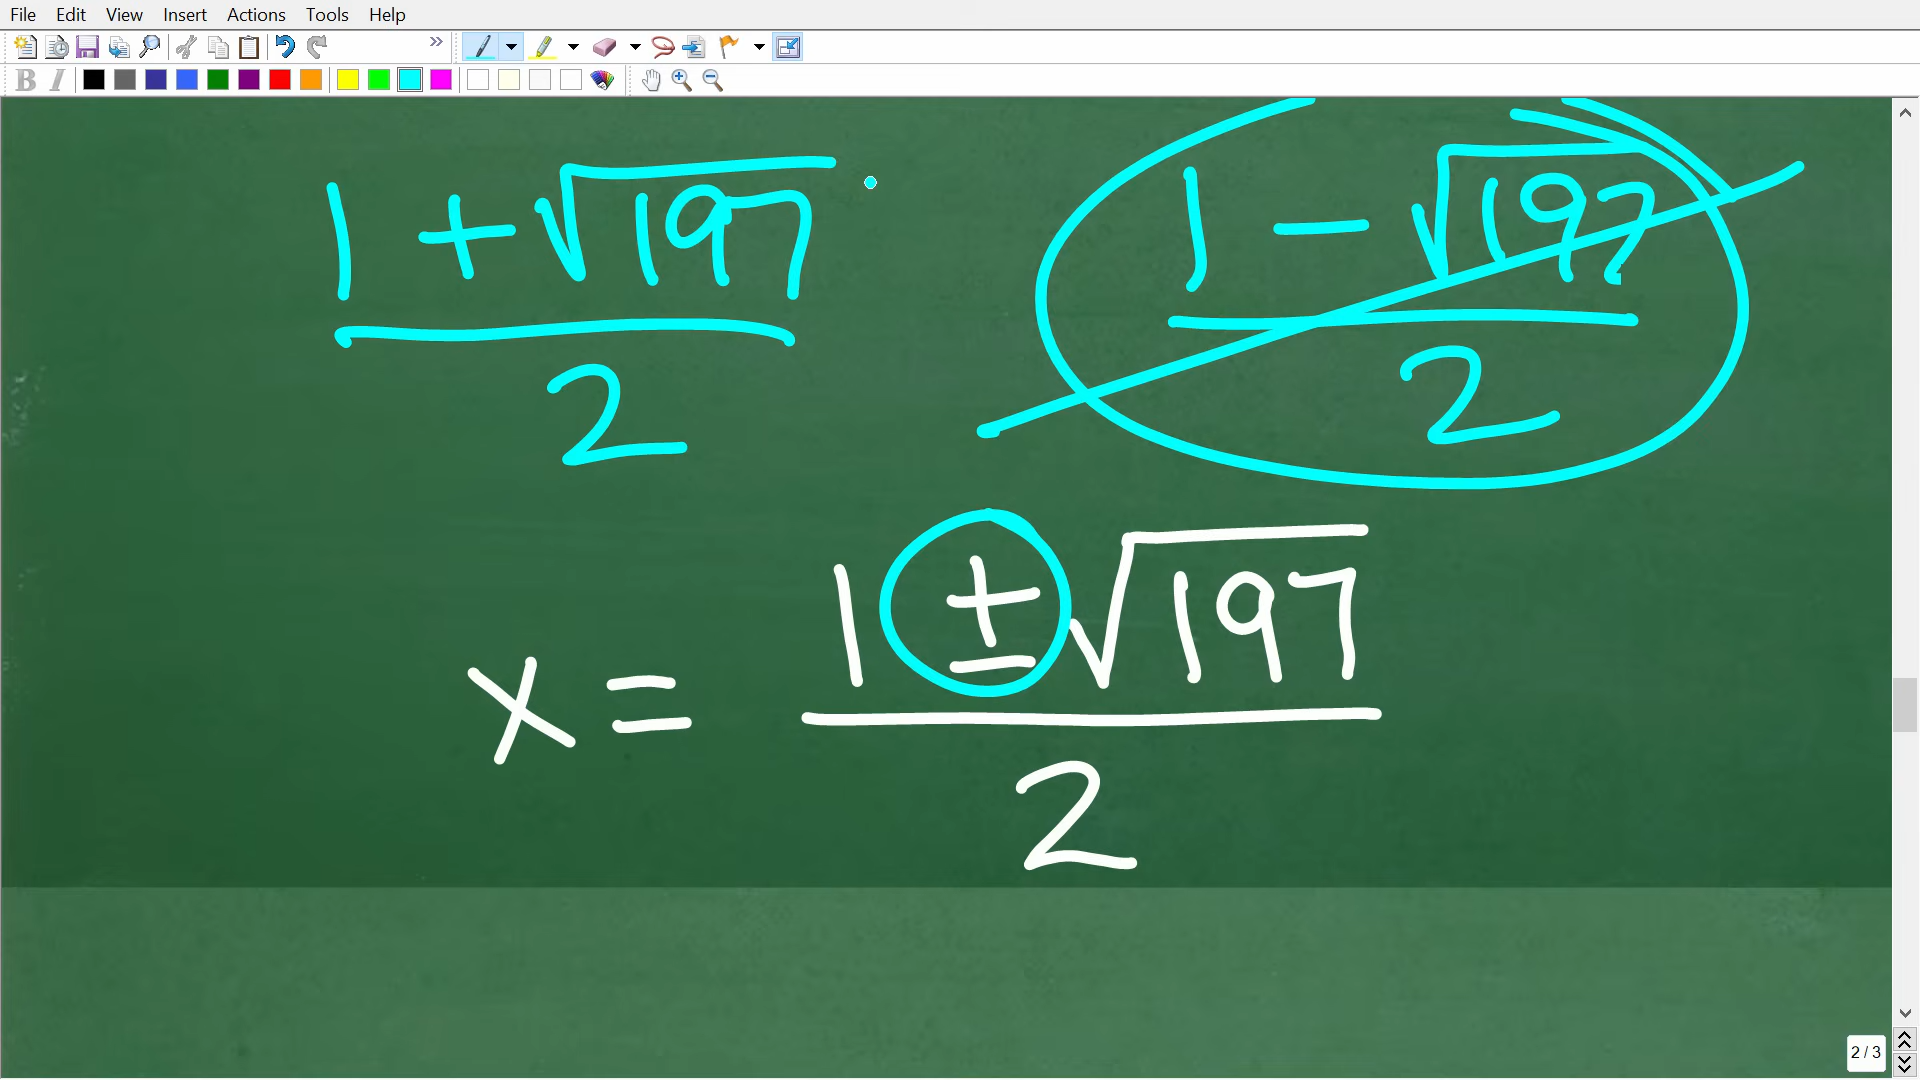 File Edit View Insert Actions Tools Help
B I
1 + √197 1 - √197
2 2
1 ± √197
x =
2
2 / 3